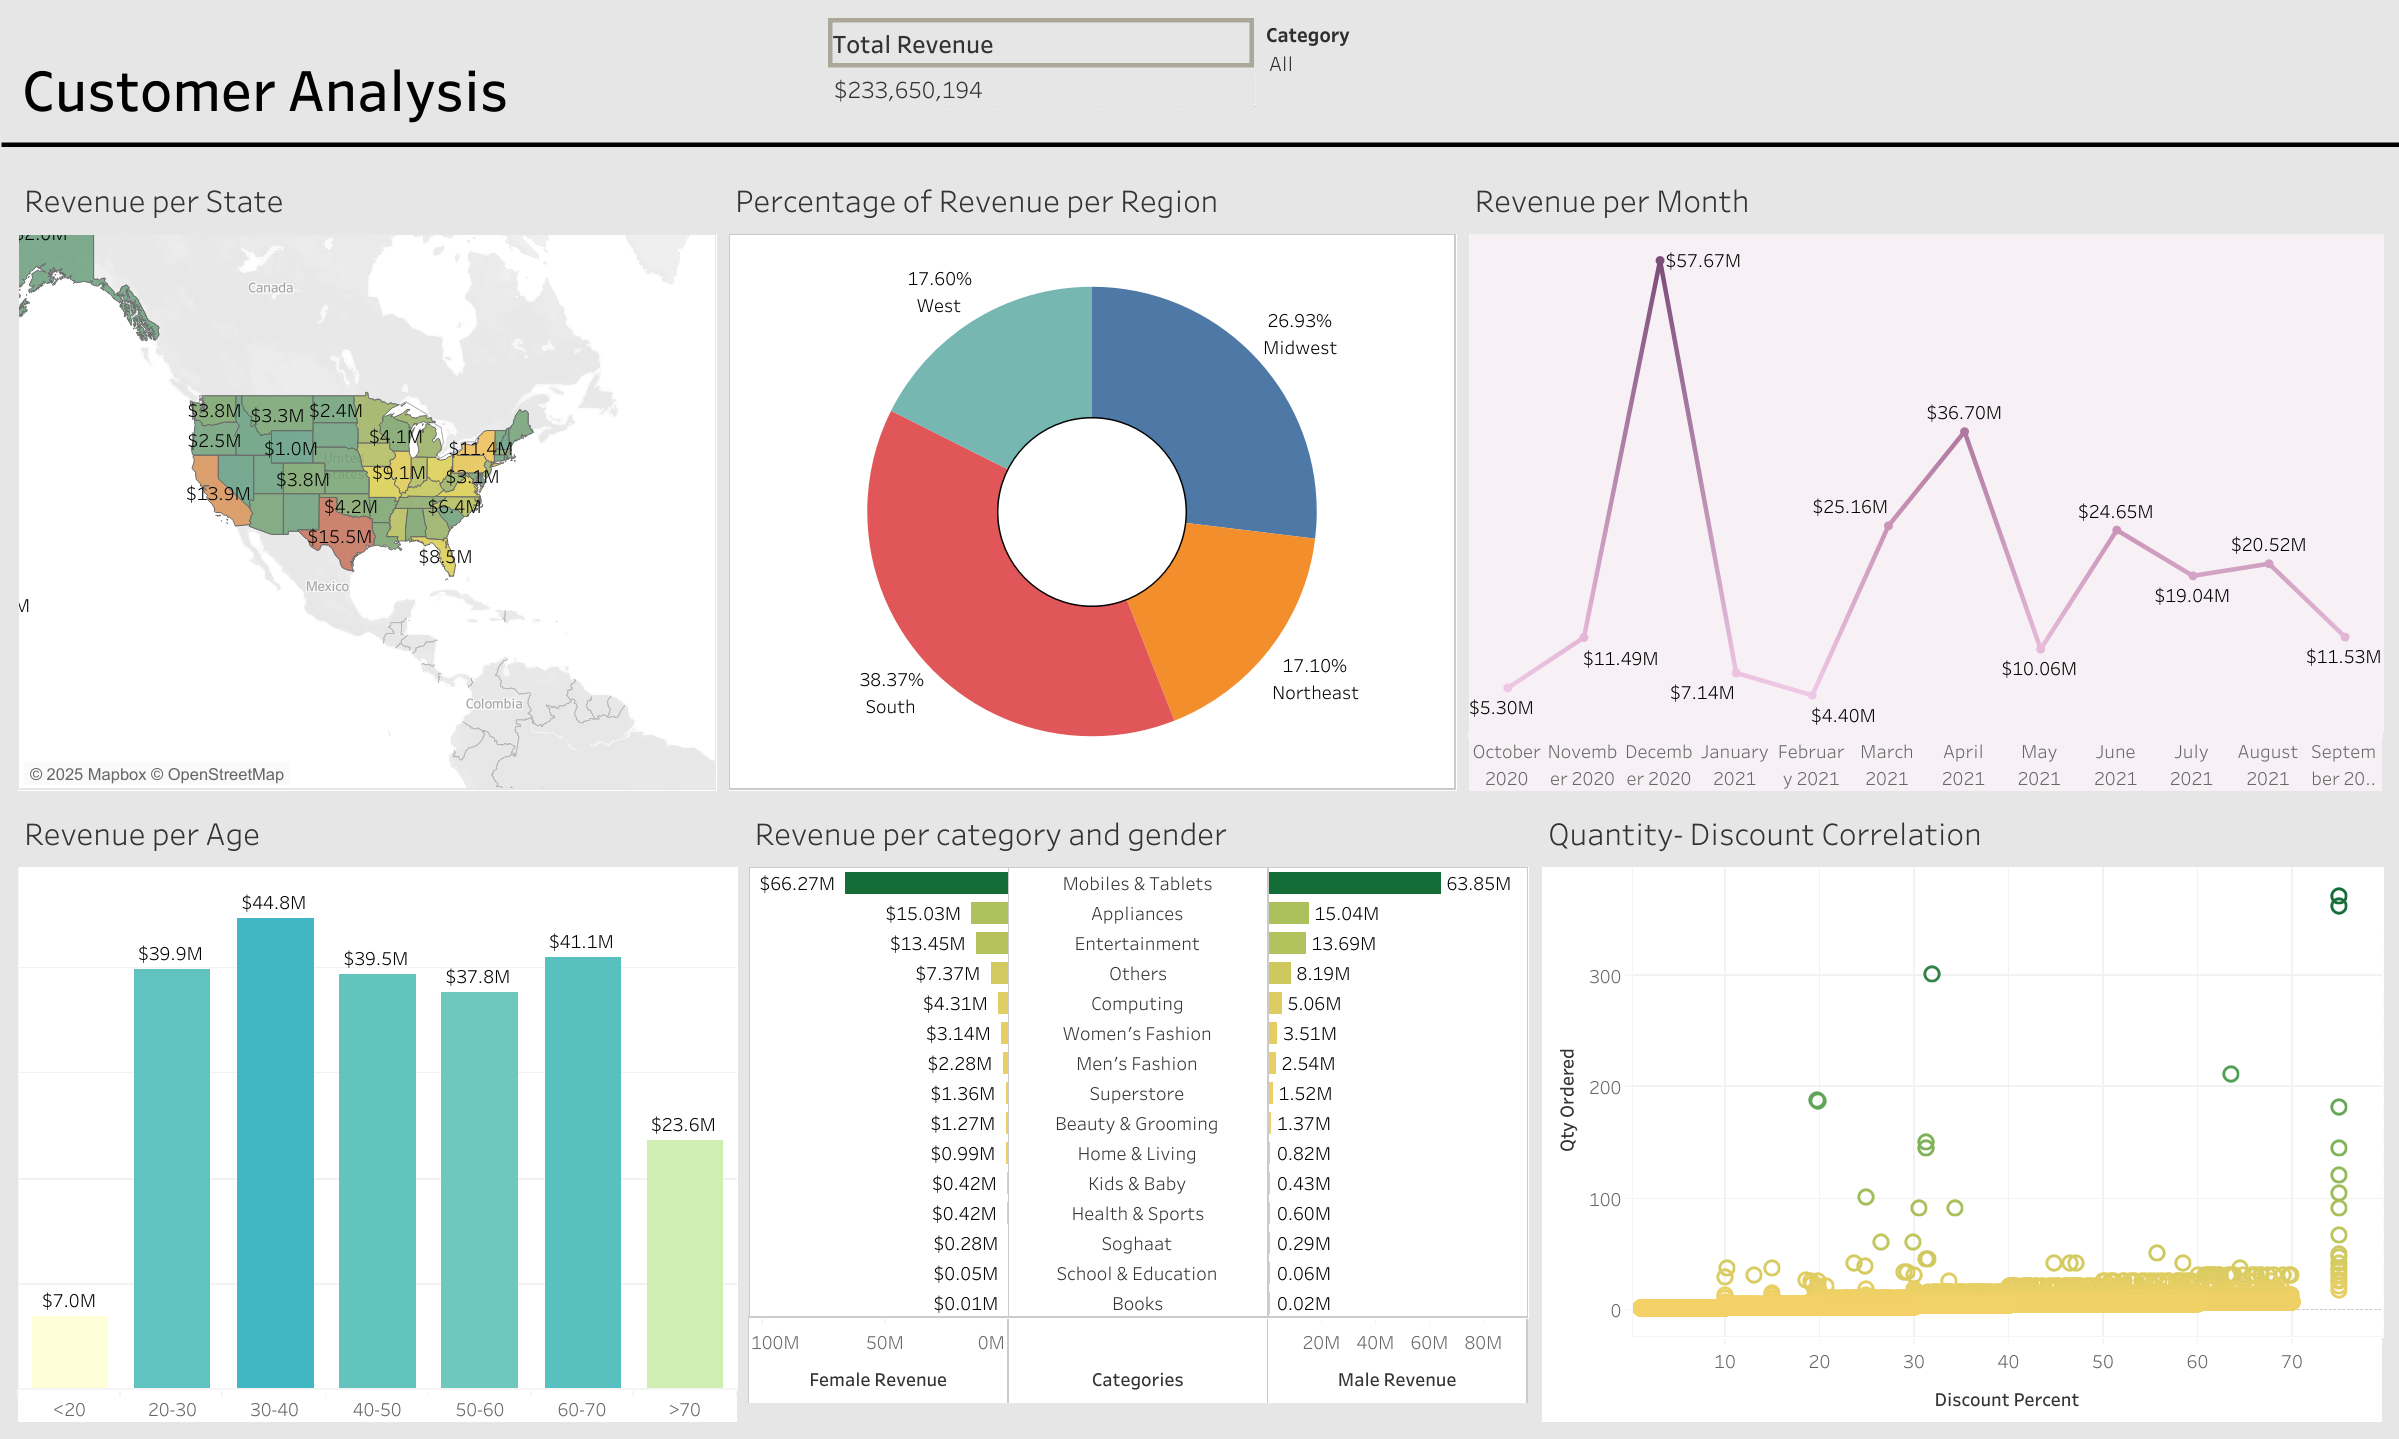 Customer Analysis
Total Revenue
$233,650,194
Category
All
Revenue per State
Canada
$3.8M $3.3M $2.4M
$2.5M $1.0M $4.1M $11.4M
United
$13.9M $3.8M $9.1M $3.1M
$4.2M $6.4M
$15.5M
$8.5M
Mexico
M
Colombia
© 2025 Mapbox © OpenStreetMap
Percentage of Revenue per Region
17.60%
West
26.93%
Midwest
38.37%
South
17.10%
Northeast
Revenue per Month
$57.67M
$36.70M
$25.16M
$24.65M
$20.52M
$19.04M
$11.49M
$11.53M
$10.06M
$7.14M
$5.30M
$4.40M
October Novemb Decemb January Februar March April May June July August Septem
2020 er 2020 er 2020 2021 y 2021 2021 2021 2021 2021 2021 2021 ber 20..
Revenue per Age
$7.0M
$39.9M
$44.8M
$39.5M
$37.8M
$41.1M
$23.6M
<20 20-30 30-40 40-50 50-60 60-70 >70
Revenue per category and gender
$66.27M Mobiles & Tablets 63.85M
$15.03M Appliances 15.04M
$13.45M Entertainment 13.69M
$7.37M Others 8.19M
$4.31M Computing 5.06M
$3.14M Women's Fashion 3.51M
$2.28M Men's Fashion 2.54M
$1.36M Superstore 1.52M
$1.27M Beauty & Grooming 1.37M
$0.99M Home & Living 0.82M
$0.42M Kids & Baby 0.43M
$0.42M Health & Sports 0.60M
$0.28M Soghaat 0.29M
$0.05M School & Education 0.06M
$0.01M Books 0.02M
100M 50M 0M 20M 40M 60M 80M
Female Revenue Categories Male Revenue
Quantity- Discount Correlation
Qty Ordered
300
200
100
0
10 20 30 40 50 60 70
Discount Percent